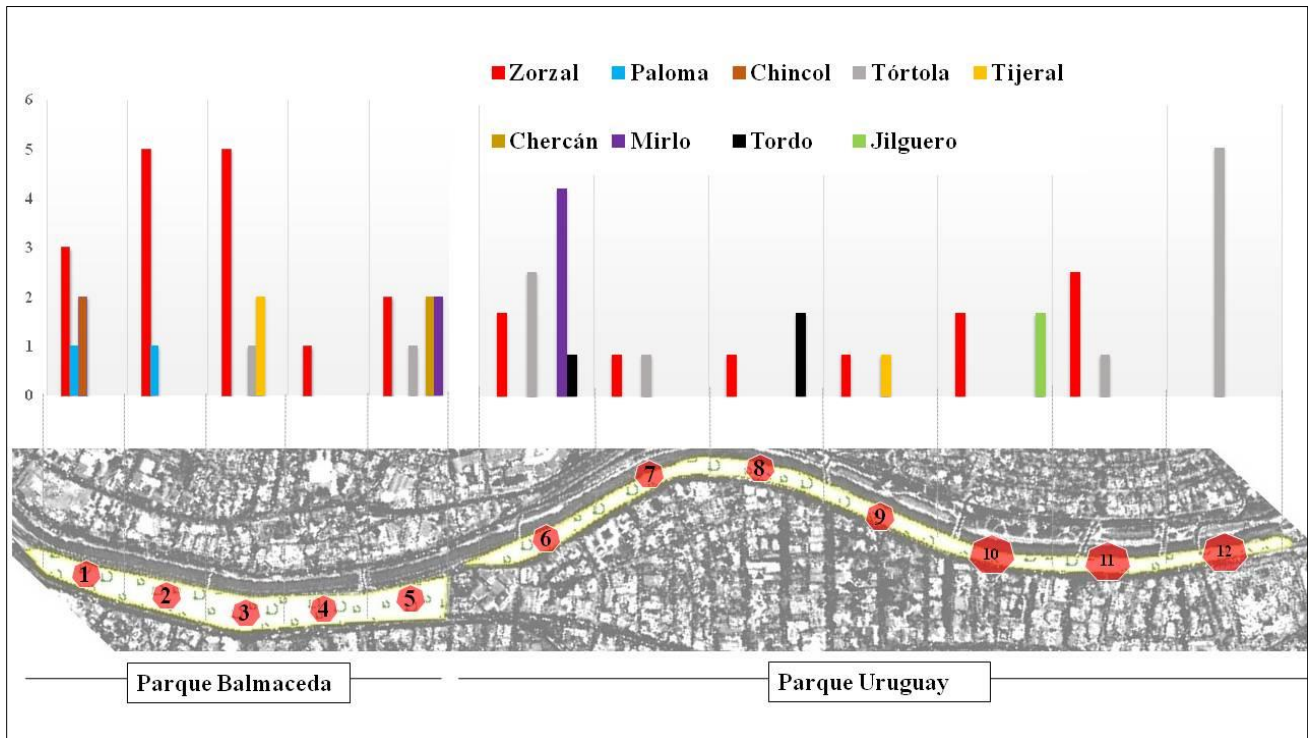 Zorzal Paloma Chincol Tórtola Tijeral
Chercán Mirlo Tordo Jilguero
6
5
4
3
2
1
0
1 2 3 4 5 6 7 8 9 10 11 12
Parque Balmaceda Parque Uruguay